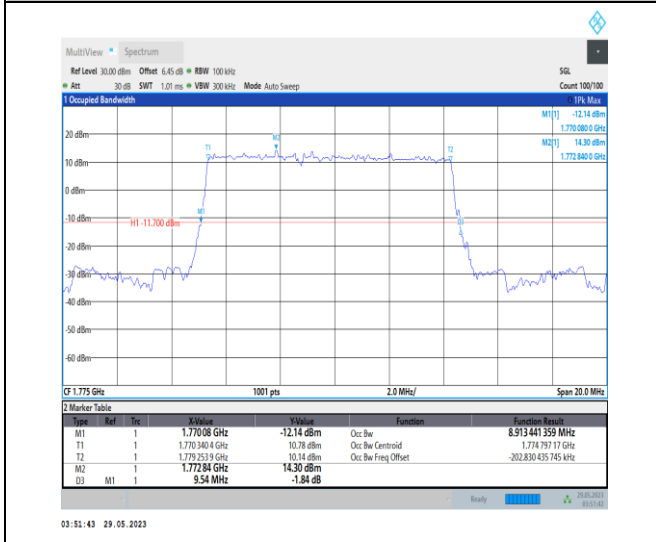 MultiView Spectrum
Ref Level 30.00 dBm Offset 6.45 dB RBW 100 kHz SGL
Att 30 dB SWT 1.01 ms VBW 300 kHz Mode Auto Sweep Count 100/100
1 Occupied Bandwidth 1Pk Max
M1[1] -12.14 dBm
1.770 080 0 GHz
M2[1] 14.30 dBm
1.772 840 0 GHz
20 dBm
T1 M2 T2
10 dBm
0 dBm
-10 dBm M1
H1 -11.700 dBm
-20 dBm
-30 dBm
-40 dBm
-50 dBm
-60 dBm
CF 1.775 GHz 1001 pts 2.0 MHz/ Span 20.0 MHz
2 Marker Table
Type Ref Trc X-Value Y-Value Function Function Result
M1 1 1.77008 GHz -12.14 dBm Occ Bw 8.913 441 359 MHz
T1 1 1.770 340 4 GHz 10.78 dBm Occ Bw Centroid 1.774 797 17 GHz
T2 1 1.779 253 9 GHz 10.14 dBm Occ Bw Freq Offset -202.830 435 745 kHz
M2 1 1.77284 GHz 14.30 dBm
D3 M1 1 9.54 MHz -1.84 dB
Ready 29.05.2023
03:51:42
03:51:43 29.05.2023